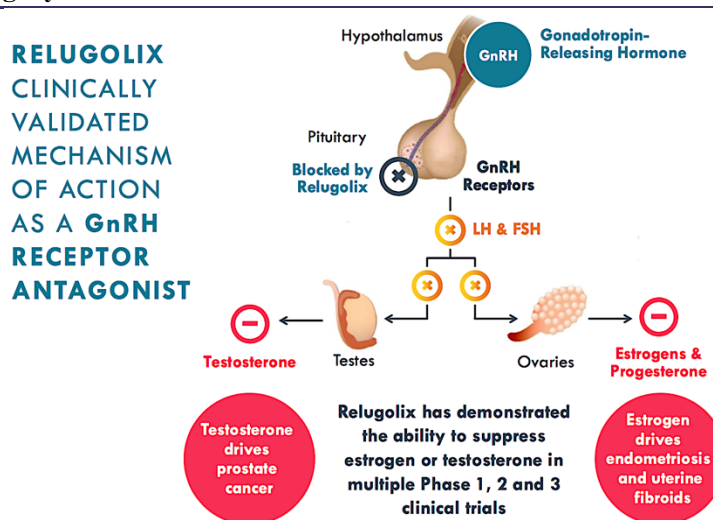 RELUGOLIX
CLINICALLY
VALIDATED
MECHANISM
OF ACTION
AS A GnRH
RECEPTOR
ANTAGONIST
Hypothalamus
GnRH
Gonadotropin-
Releasing Hormone
Pituitary
Blocked by
Relugolix
GnRH
Receptors
LH & FSH
Testosterone
Testes
Ovaries
Estrogens &
Progesterone
Testosterone
drives
prostate
cancer
Relugolix has demonstrated
the ability to suppress
estrogen or testosterone in
multiple Phase 1, 2 and 3
clinical trials
Estrogen
drives
endometriosis
and uterine
fibroids